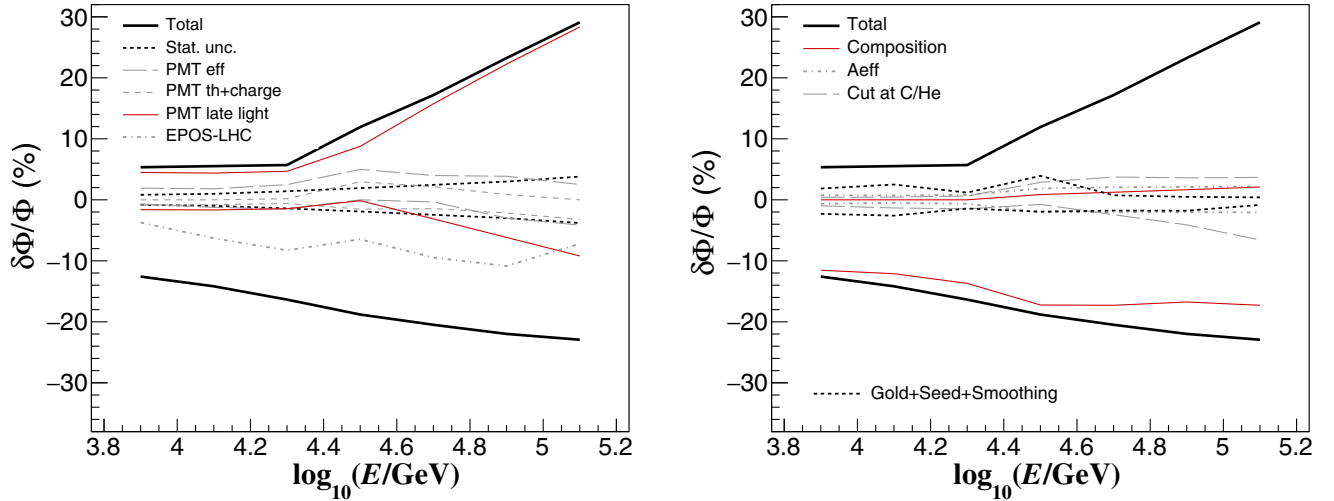 30
20
10
0
−10
−20
−30
δΦ/Φ (%)
Total
Stat. unc.
PMT eff
PMT th+charge
PMT late light
EPOS-LHC
3.8 4 4.2 4.4 4.6 4.8 5 5.2
log₁₀(E/GeV)
30
20
10
0
−10
−20
−30
δΦ/Φ (%)
Total
Composition
Aeff
Cut at C/He
Gold+Seed+Smoothing
3.8 4 4.2 4.4 4.6 4.8 5 5.2
log₁₀(E/GeV)